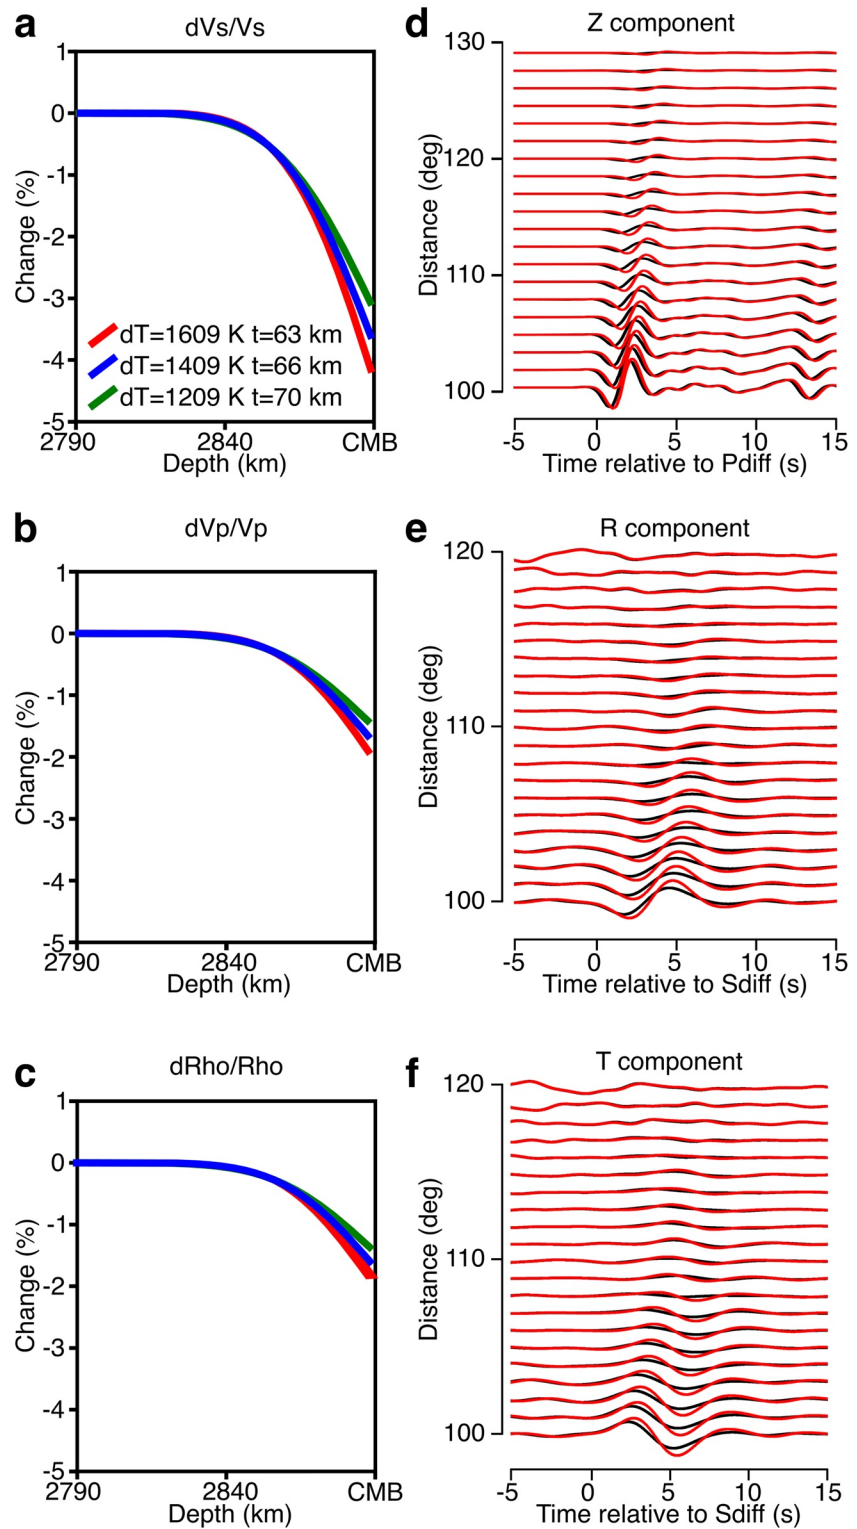 a
dVs/Vs
1
0
-1
-2
-3
-4
-5
Change (%)
dT=1609 K t=63 km
dT=1409 K t=66 km
dT=1209 K t=70 km
2790
2840
CMB
Depth (km)
d
Z component
130
120
110
100
Distance (deg)
-5
0
5
10
15
Time relative to Pdiff (s)
b
dVp/Vp
1
0
-1
-2
-3
-4
-5
Change (%)
2790
2840
CMB
Depth (km)
e
R component
120
110
100
Distance (deg)
-5
0
5
10
15
Time relative to Sdiff (s)
c
dRho/Rho
1
0
-1
-2
-3
-4
-5
Change (%)
2790
2840
CMB
Depth (km)
f
T component
120
110
100
Distance (deg)
-5
0
5
10
15
Time relative to Sdiff (s)